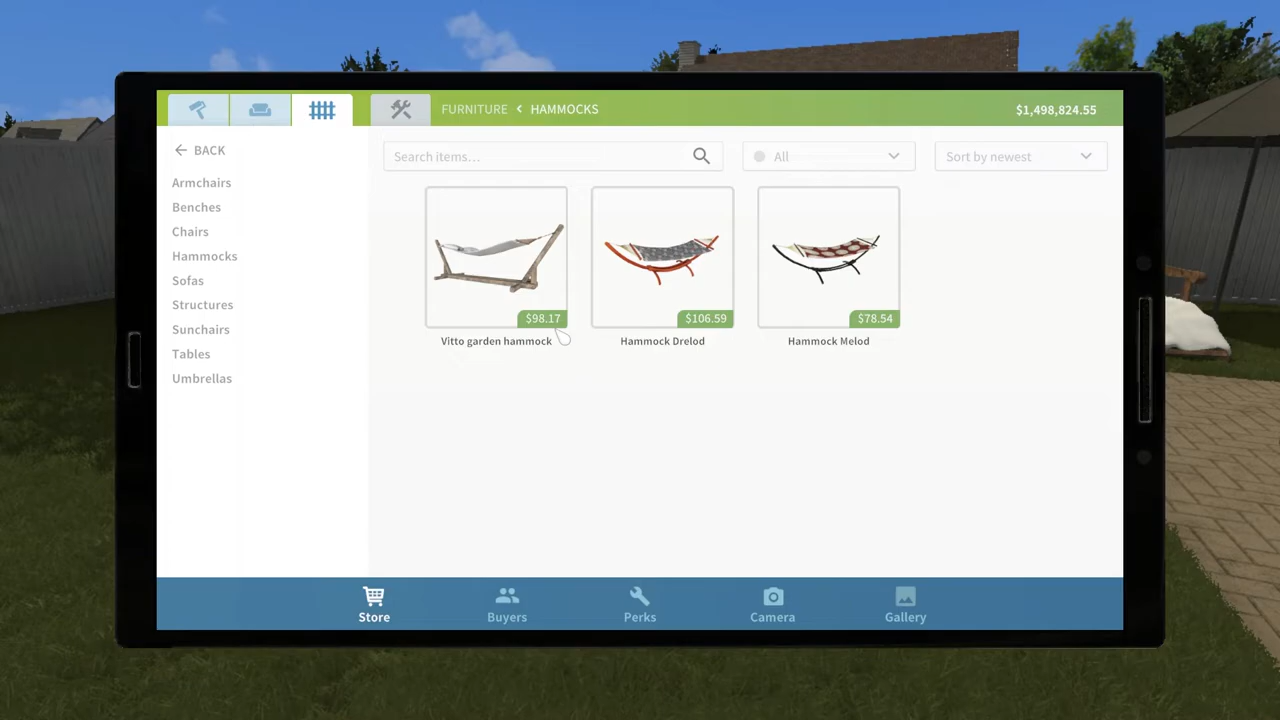 FURNITURE < HAMMOCKS
$1,498,824.55
BACK
Search items...
All
Sort by newest
Armchairs
Benches
Chairs
Hammocks
Sofas
Structures
Sunchairs
Tables
Umbrellas
$98.17
$106.59
$78.54
Vitto garden hammock
Hammock Drelod
Hammock Melod
Store
Buyers
Perks
Camera
Gallery